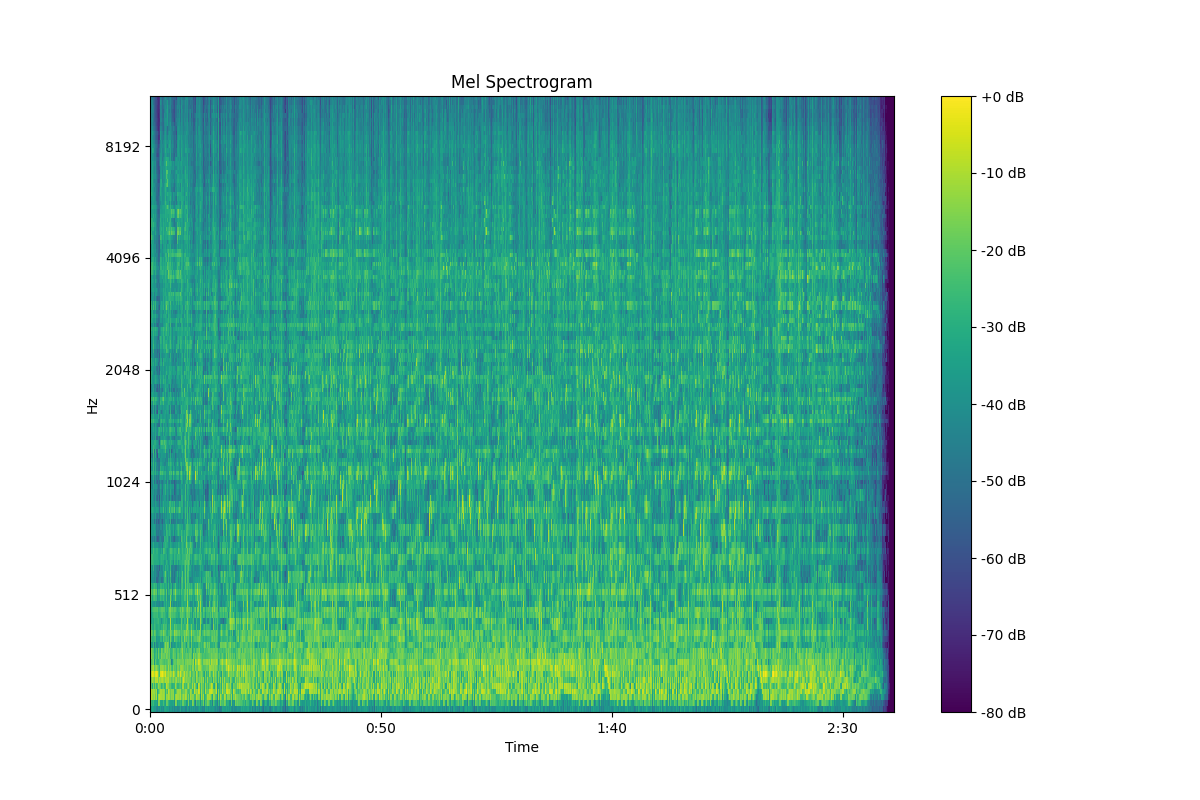 Mel Spectrogram
+0 dB
8192
-10 dB
-20 dB
4096
-30 dB
2048
-40 dB
Hz
1024
-50 dB
512
-60 dB
-70 dB
0
-80 dB
0:00
0:50
1:40
2:30
Time